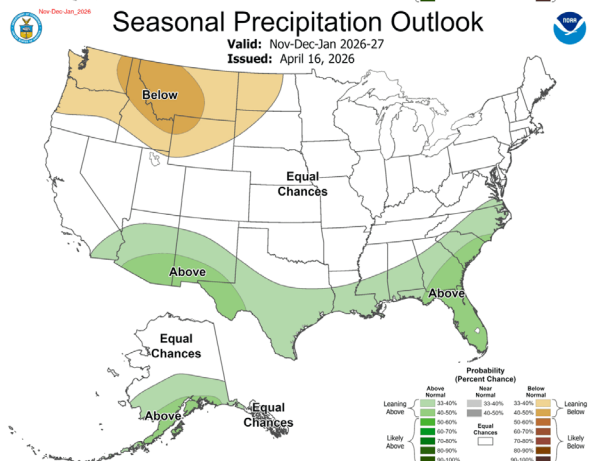 Nov-Dec-Jan_2026
Seasonal Precipitation Outlook
Valid: Nov-Dec-Jan 2026-27
Issued: April 16, 2026
NOAA
Below
Equal
Chances
Above
Above
Equal
Chances
Above
Equal
Chances
Probability
(Percent Chance)
Above
Normal
Near
Normal
Below
Normal
Leaning
Above
33-40%
33-40%
33-40%
Leaning
Below
40-50%
40-50%
40-50%
Likely
Above
50-60%
Equal
Chances
50-60%
Likely
Below
60-70%
60-70%
70-80%
70-80%
80-90%
80-90%
90-100%
90-100%